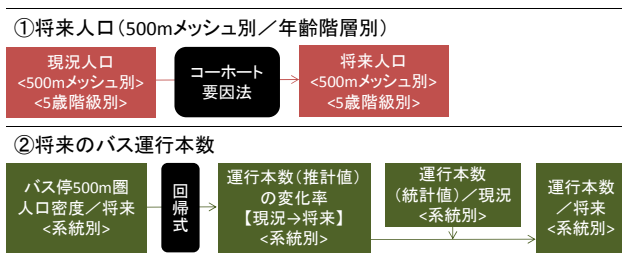 ①将来人口(500mメッシュ別/年齢階層別)
現況人口
<500mメッシュ別>
<5歳階級別>
コーホート
要因法
将来人口
<500mメッシュ別>
<5歳階級別>
②将来のバス運行本数
バス停500m圏
人口密度/将来
<系統別>
回帰式
運行本数(推計値)
の変化率
【現況→将来】
<系統別>
運行本数
(統計値)/現況
<系統別>
運行本数
/将来
<系統別>